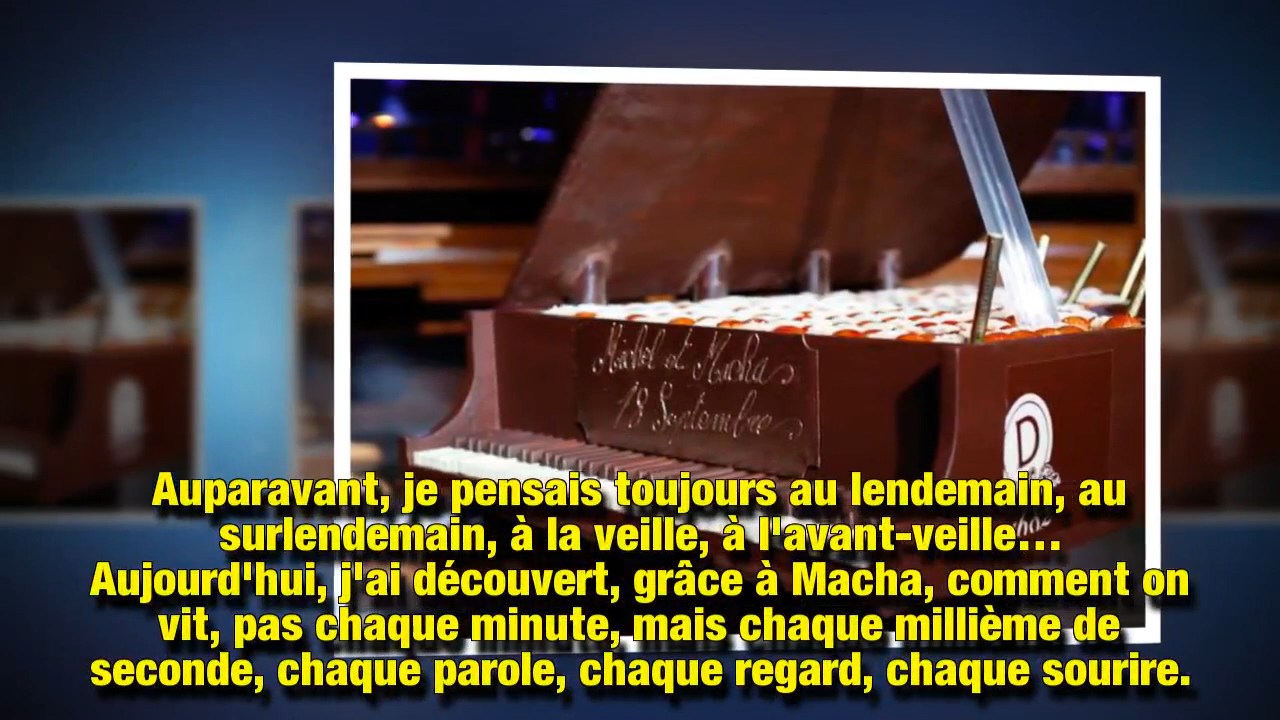 Michel et Macha
19 Septembre
D
Auparavant, je pensais toujours au lendemain, au
surlendemain, à la veille, à l'avant-veille...
Aujourd'hui, j'ai découvert, grâce à Macha, comment on
vit, pas chaque minute, mais chaque millième de
seconde, chaque parole, chaque regard, chaque sourire.